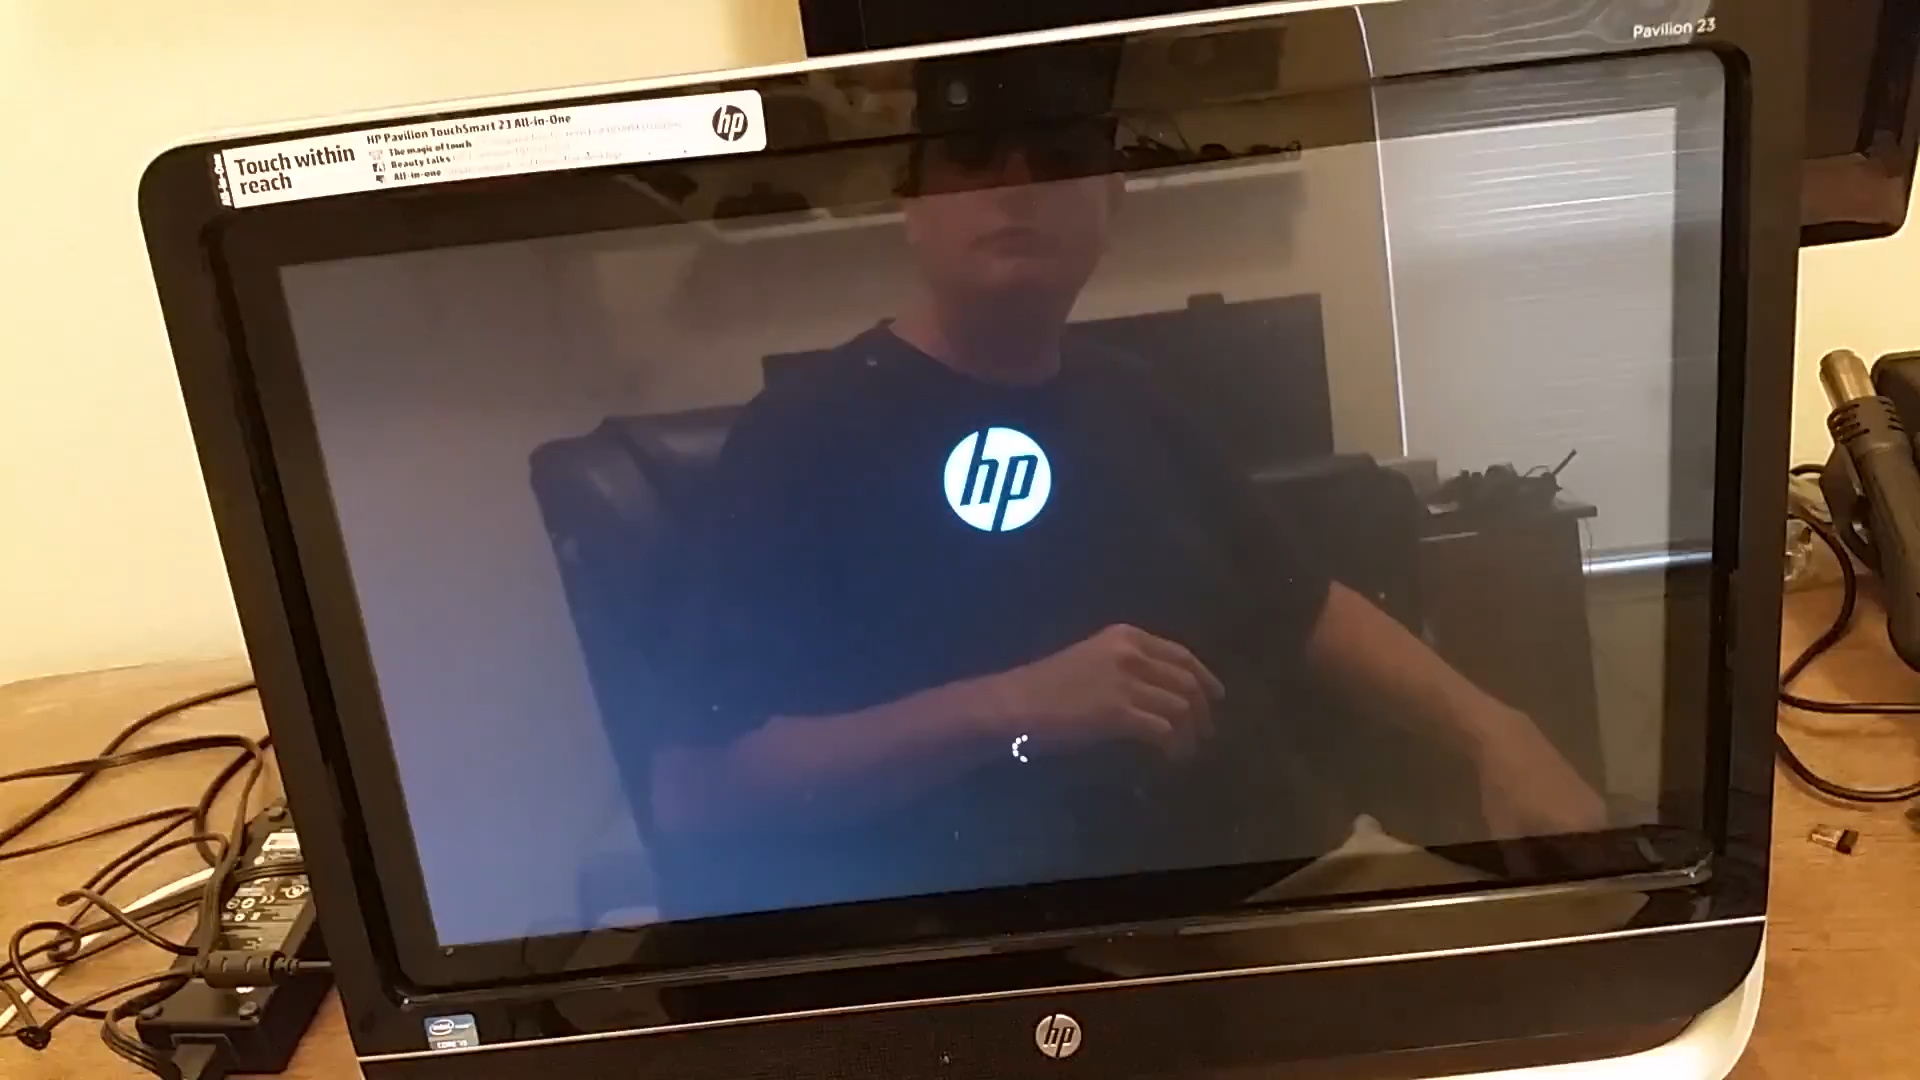 Pavilion 23
HP Pavilion TouchSmart 23 All-in-One
hp
Touch within
reach
The magic of touch
Beauty talks
All-in-one
hp
hp
intel